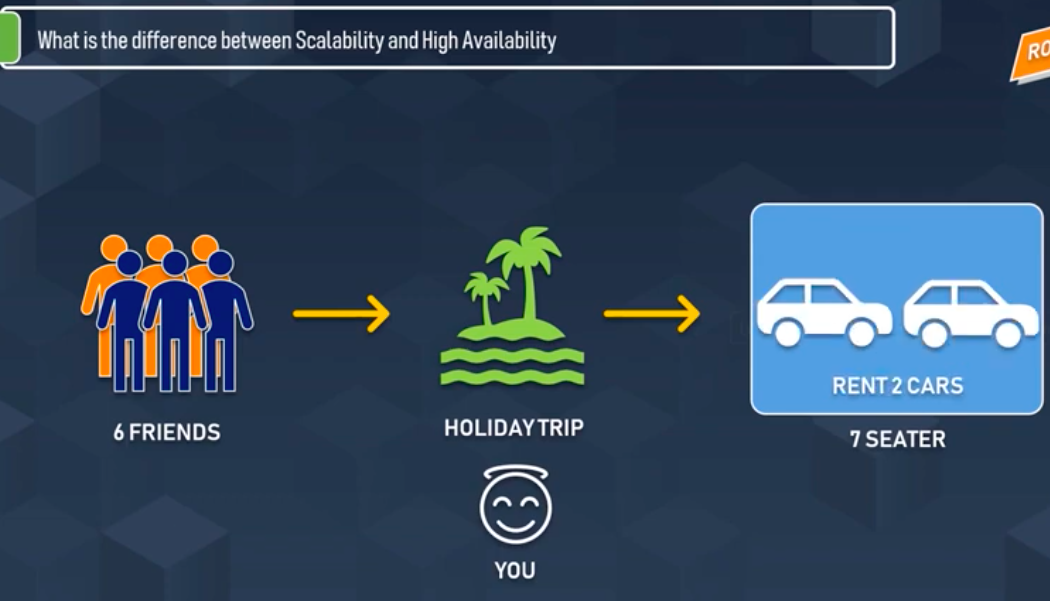 What is the difference between Scalability and High Availability
RO
6 FRIENDS
HOLIDAY TRIP
RENT 2 CARS
7 SEATER
YOU